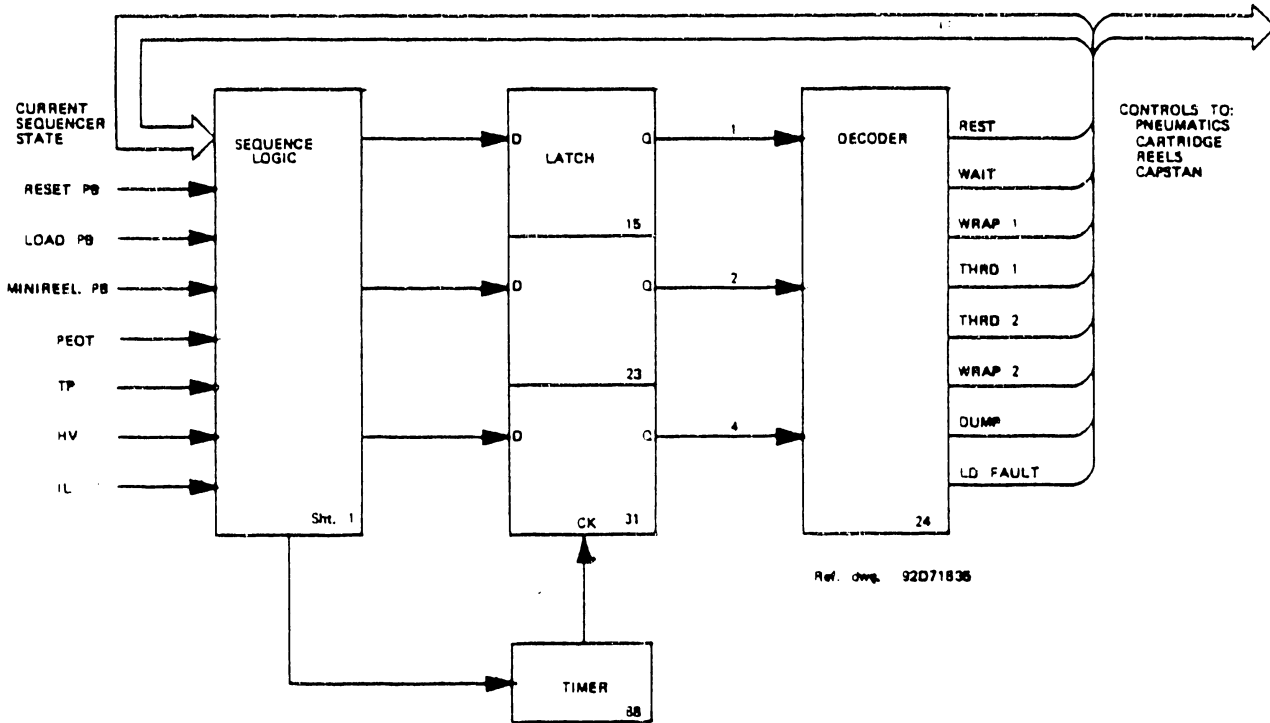 CURRENT
SEQUENCER
STATE
RESET PB
LOAD PB
MINIREEL. PB
PEOT
TP
HV
IL
SEQUENCE
LOGIC
Sht. 1
D
LATCH
Q
15
D
Q
23
D
Q
CK
31
1
2
4
DECODER
24
REST
WAIT
WRAP 1
THRD 1
THRD 2
WRAP 2
DUMP
LD FAULT
CONTROLS TO:
PNEUMATICS
CARTRIDGE
REELS
CAPSTAN
Ref. dwg. 92D71835
TIMER
88